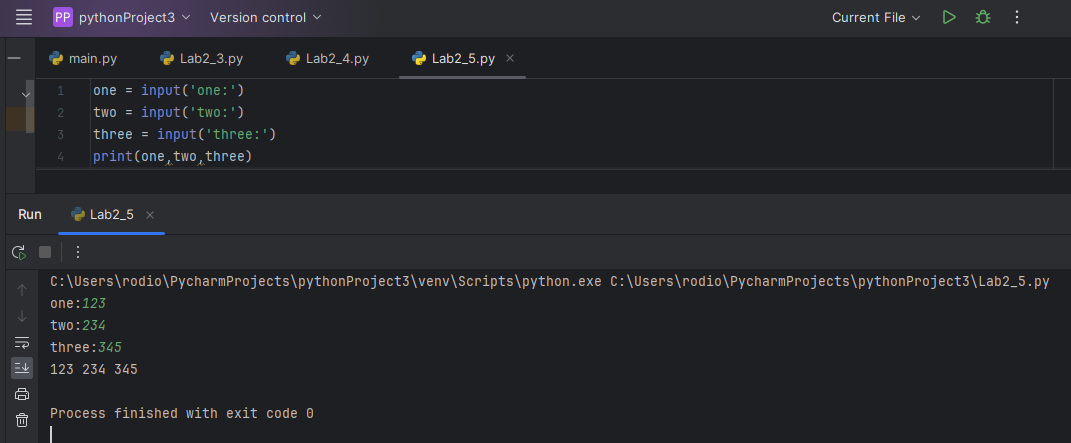 PP pythonProject3 Version control Current File
main.py Lab2_3.py Lab2_4.py Lab2_5.py
1 one = input('one:')
2 two = input('two:')
3 three = input('three:')
4 print(one,two,three)
Run Lab2_5
C:\Users\rodio\PycharmProjects\pythonProject3\venv\Scripts\python.exe C:\Users\rodio\PycharmProjects\pythonProject3\Lab2_5.py
one:123
two:234
three:345
123 234 345
Process finished with exit code 0